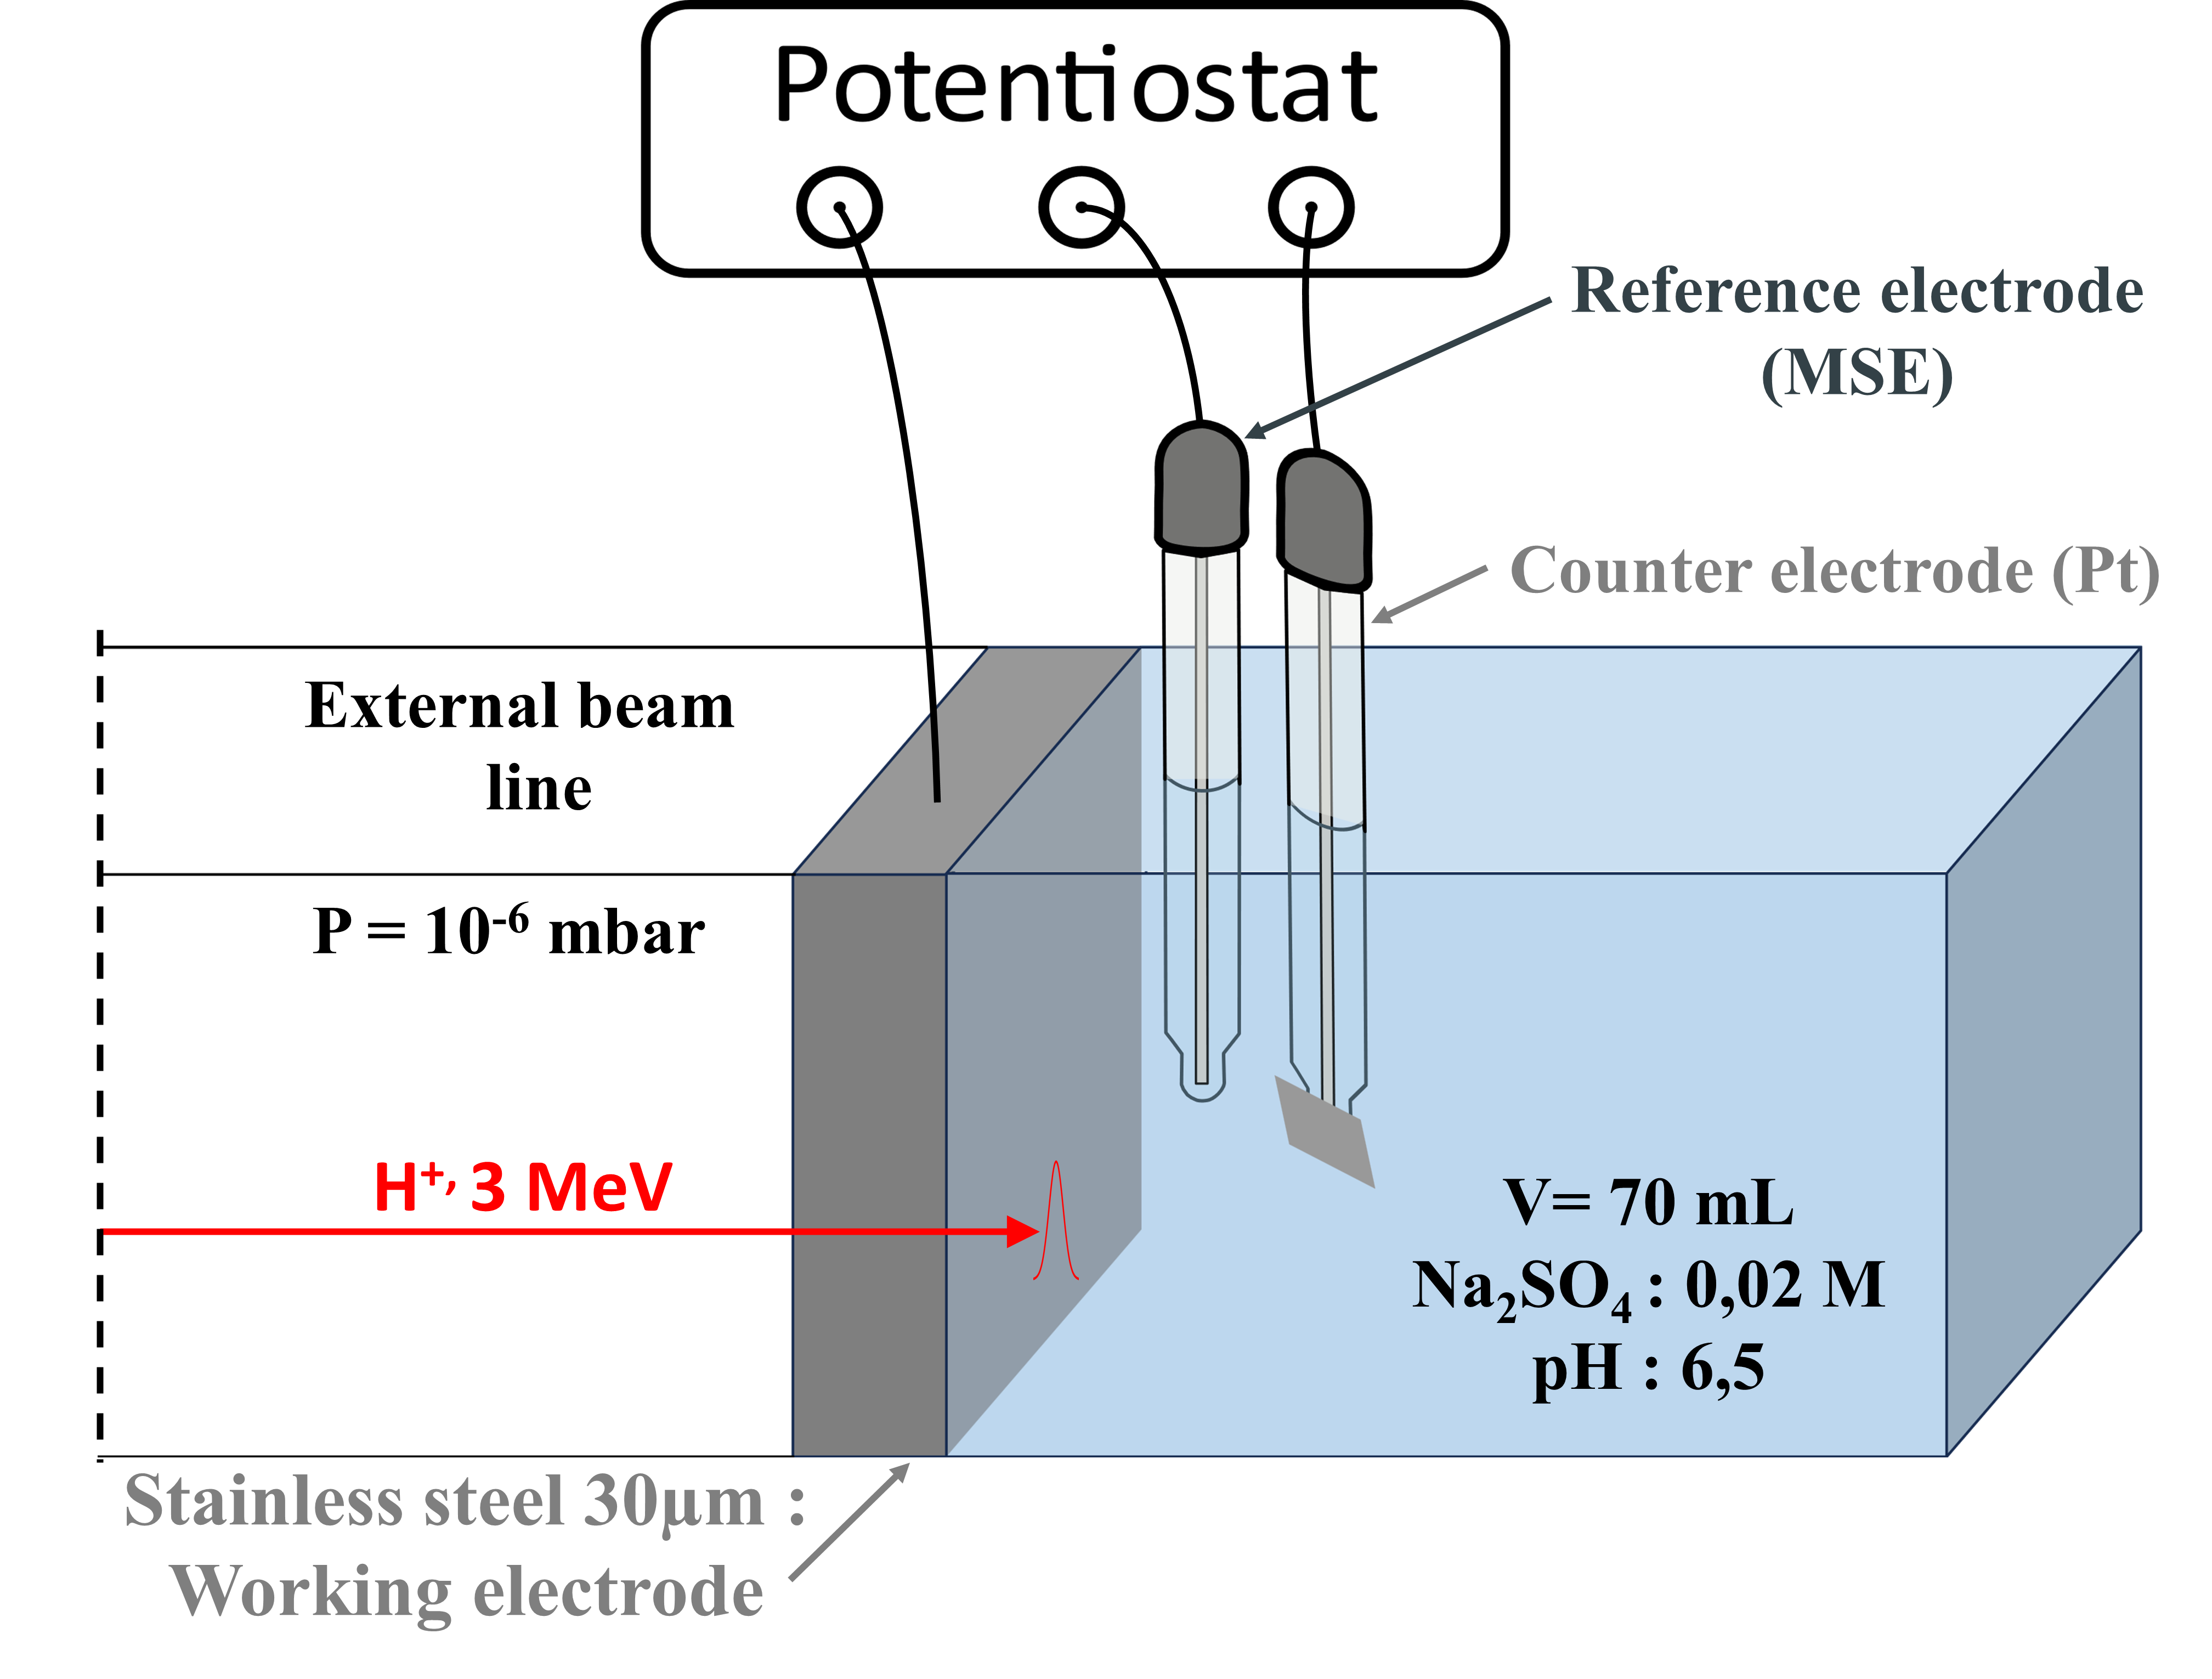 Potentiostat
Reference electrode
(MSE)
Counter electrode (Pt)
External beam
line
P = 10⁻⁶ mbar
H⁺, 3 MeV
V= 70 mL
Na₂SO₄ : 0,02 M
pH : 6,5
Stainless steel 30µm :
Working electrode